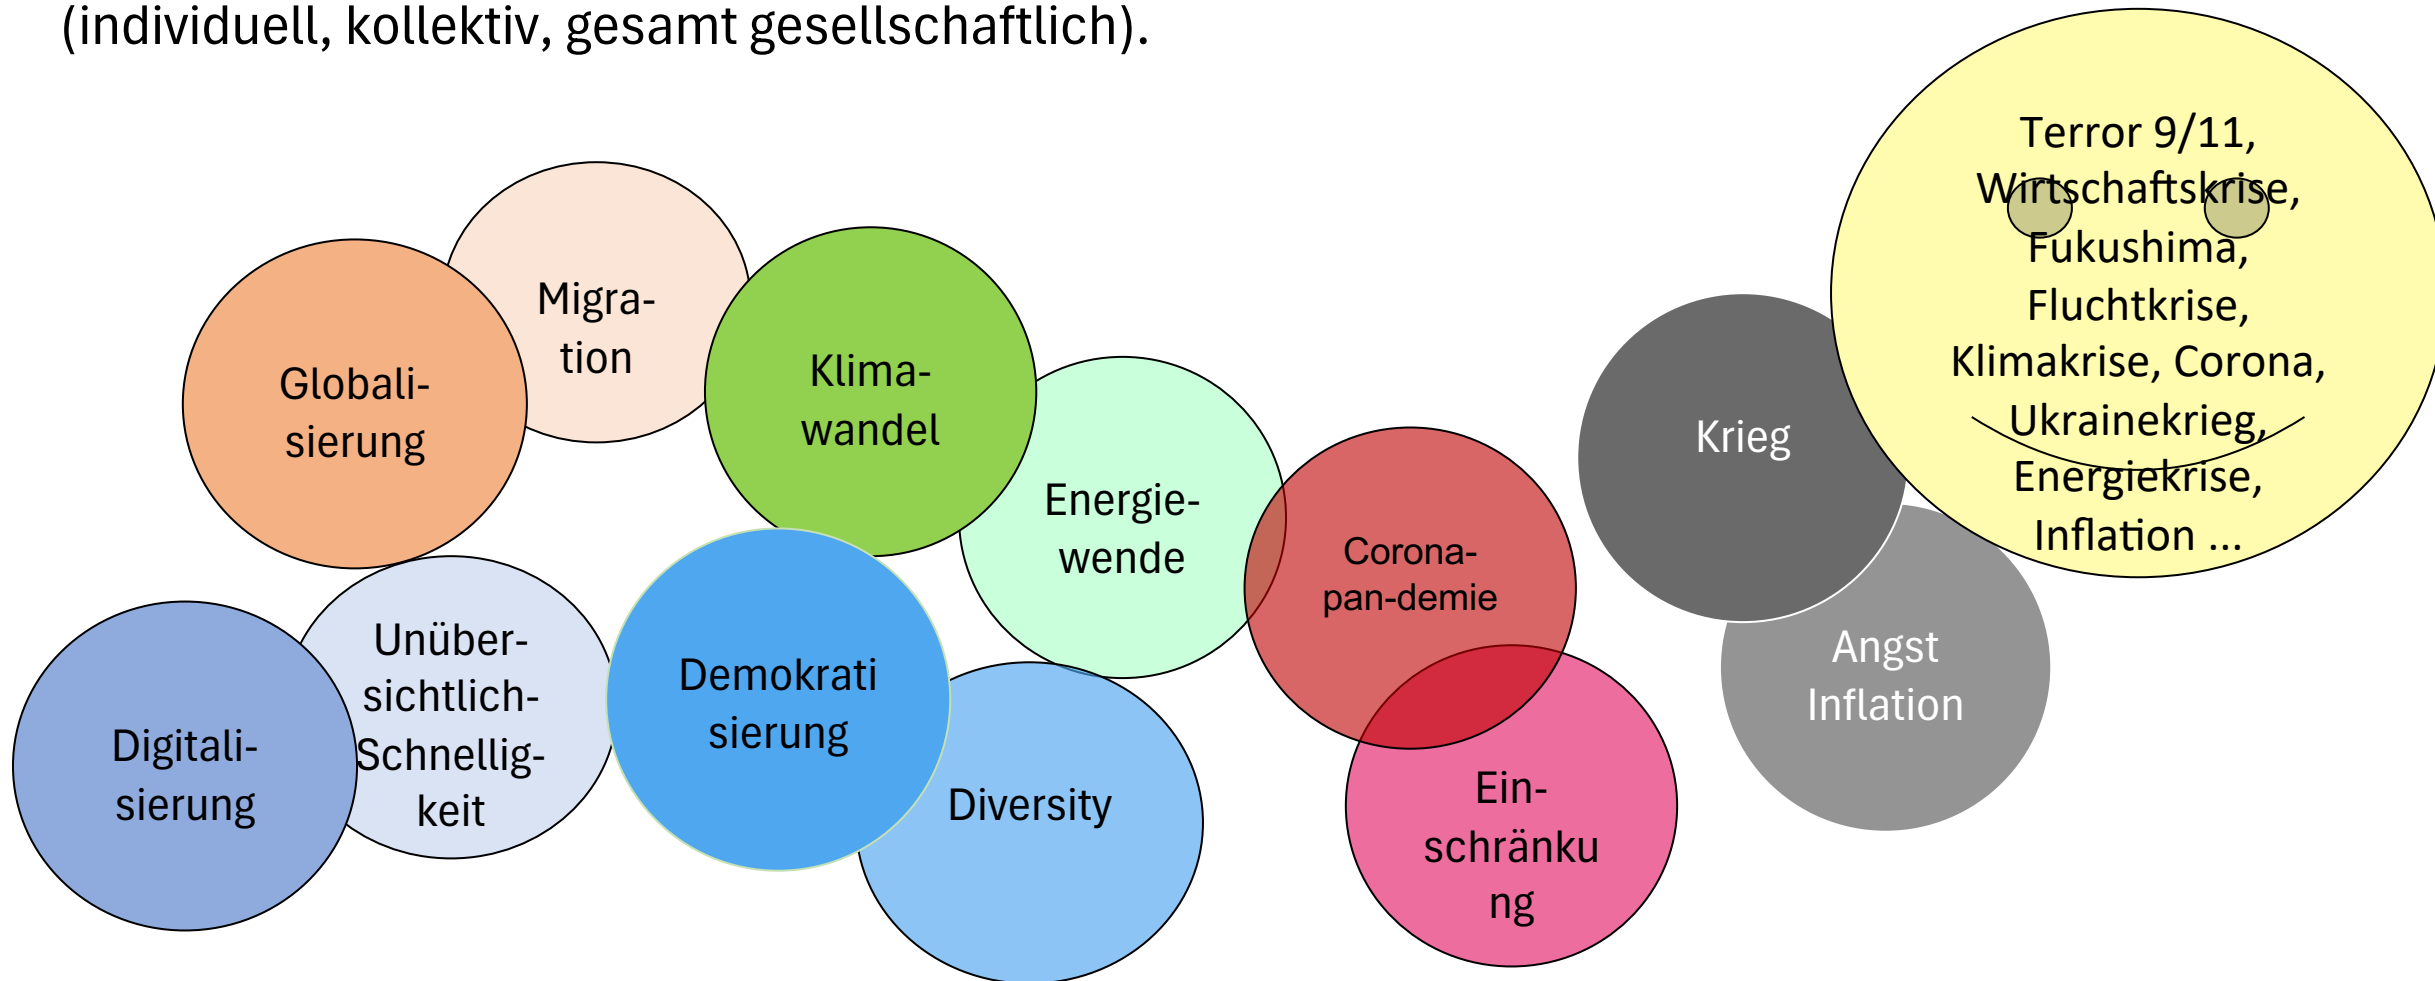 (individuell, kollektiv, gesamt gesellschaftlich).
Migra-
tion
Globali-
sierung
Klima-
wandel
Energie-
wende
Corona-
pan-demie
Krieg
Terror 9/11,
Wirtschaftskrise,
Fukushima,
Fluchtkrise,
Klimakrise, Corona,
Ukrainekrieg,
Energiekrise,
Inflation ...
Digitali-
sierung
Unüber-
sichtlich-
Schnellig-
keit
Demokrati
sierung
Diversity
Ein-
schränku
ng
Angst
Inflation